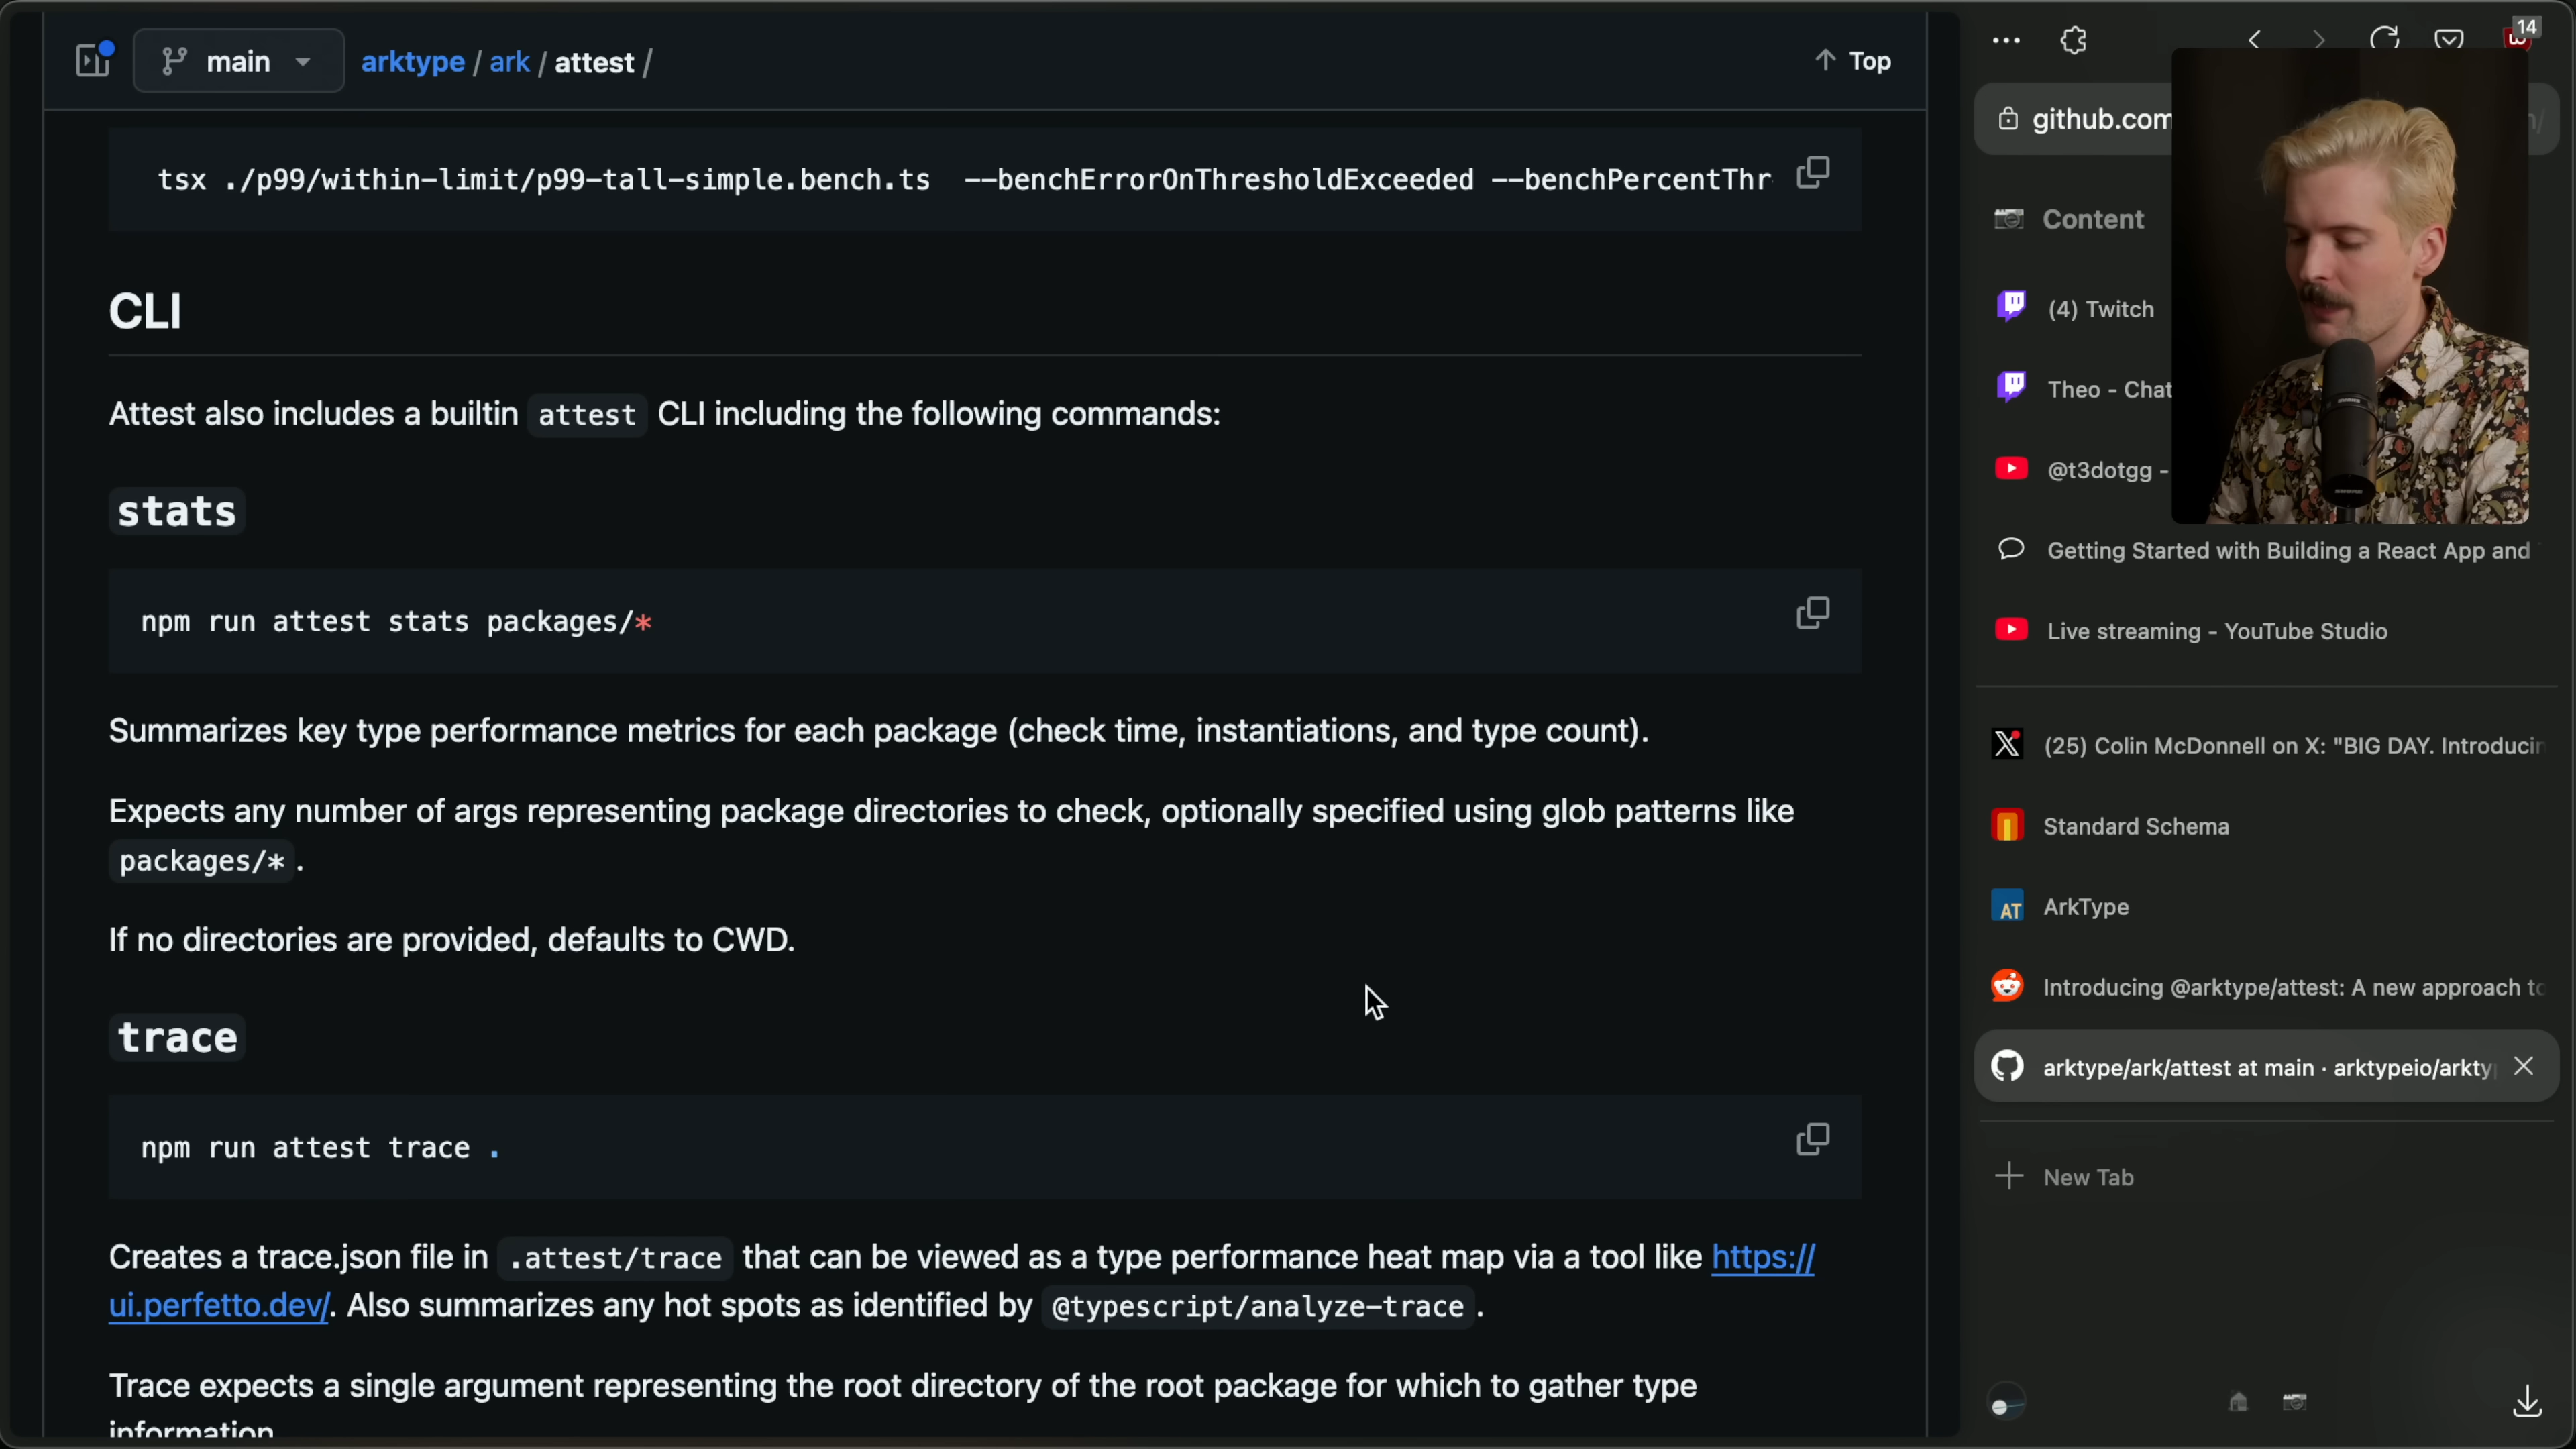 main
arktype / ark / attest /
Top
tsx ./p99/within-limit/p99-tall-simple.bench.ts --benchErrorOnThresholdExceeded --benchPercentThr
CLI
Attest also includes a builtin attest CLI including the following commands:
stats
npm run attest stats packages/*
Summarizes key type performance metrics for each package (check time, instantiations, and type count).
Expects any number of args representing package directories to check, optionally specified using glob patterns like
packages/*.
If no directories are provided, defaults to CWD.
trace
npm run attest trace .
Creates a trace.json file in .attest/trace that can be viewed as a type performance heat map via a tool like https://
ui.perfetto.dev/. Also summarizes any hot spots as identified by @typescript/analyze-trace.
Trace expects a single argument representing the root directory of the root package for which to gather type
information
14
github.com
Content
(4) Twitch
Theo - Chat
@t3dotgg -
Getting Started with Building a React App and
Live streaming - YouTube Studio
(25) Colin McDonnell on X: "BIG DAY. Introducin
Standard Schema
AT ArkType
Introducing @arktype/attest: A new approach to
arktype/ark/attest at main · arktypeio/arkty
New Tab